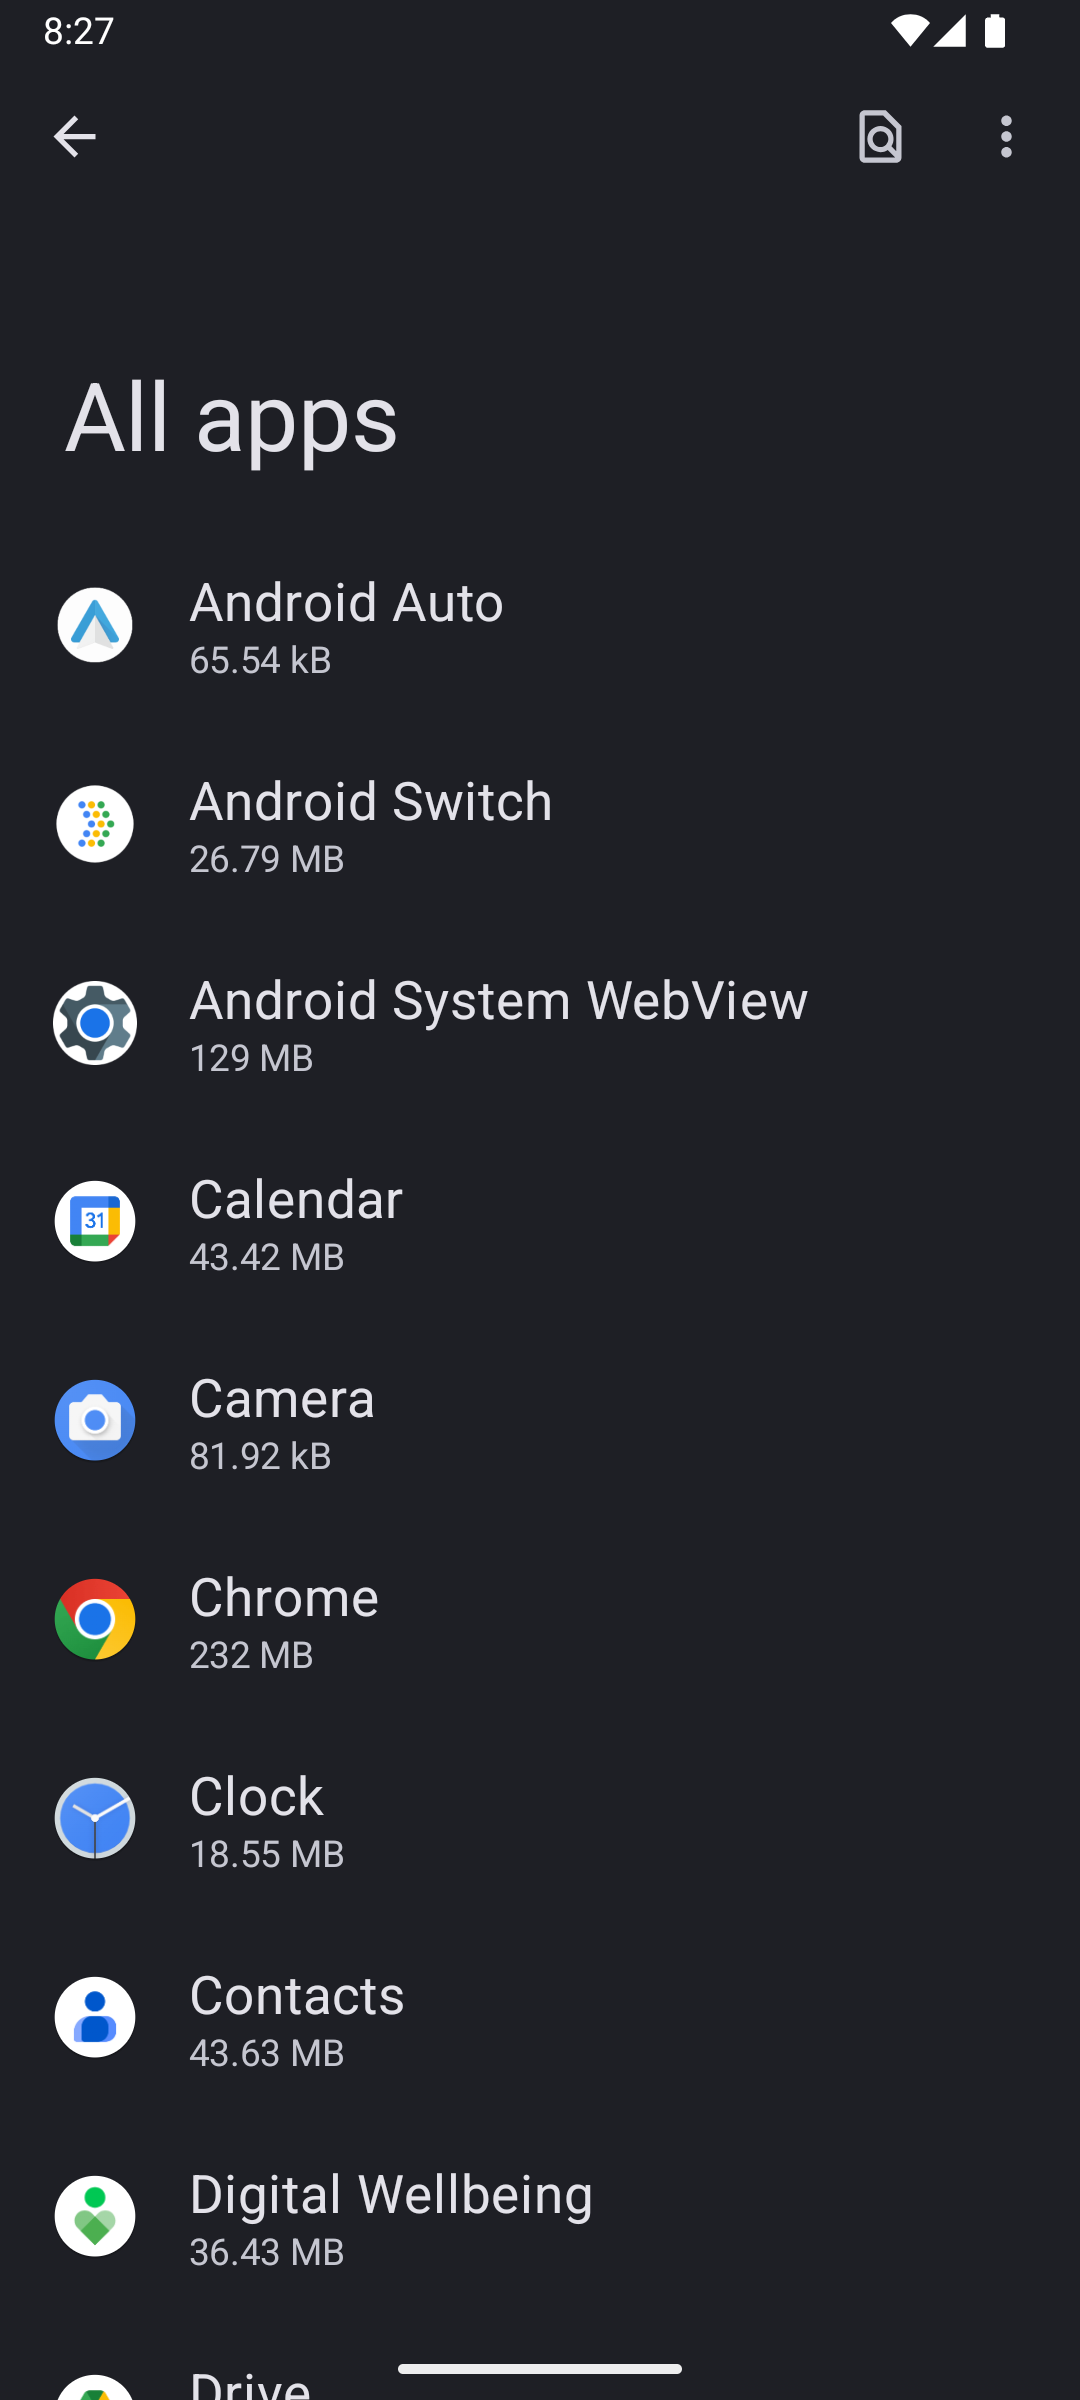 8:27
All apps
Android Auto
65.54 kB
Android Switch
26.79 MB
Android System WebView
129 MB
Calendar
31
43.42 MB
Camera
81.92 kB
Chrome
232 MB
Clock
18.55 MB
Contacts
43.63 MB
Digital Wellbeing
36.43 MB
Drive